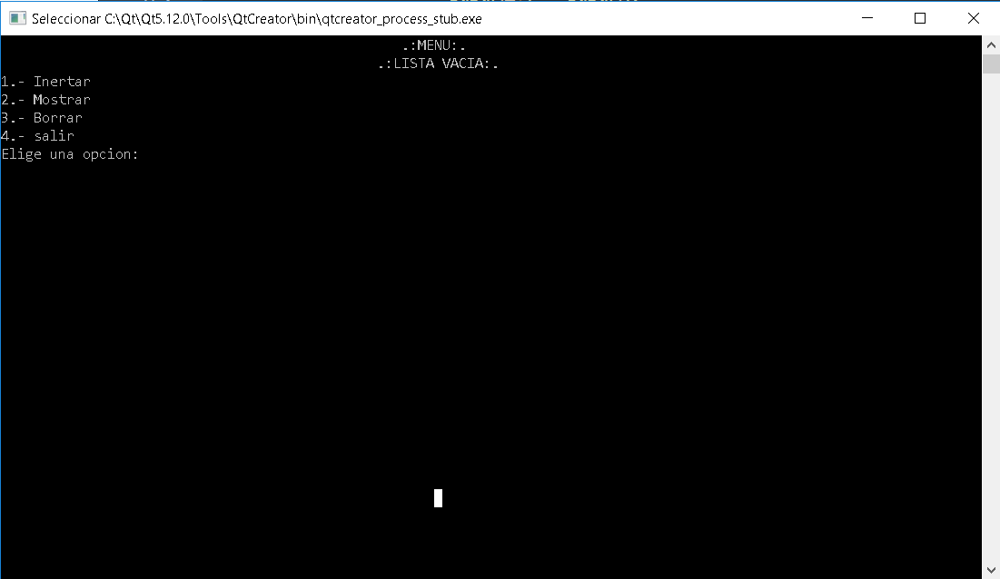 Seleccionar C:\Qt\Qt5.12.0\Tools\QtCreator\bin\qtcreator_process_stub.exe
.:MENU:.
.:LISTA VACIA:.
1.- Inertar
2.- Mostrar
3.- Borrar
4.- salir
Elige una opcion: